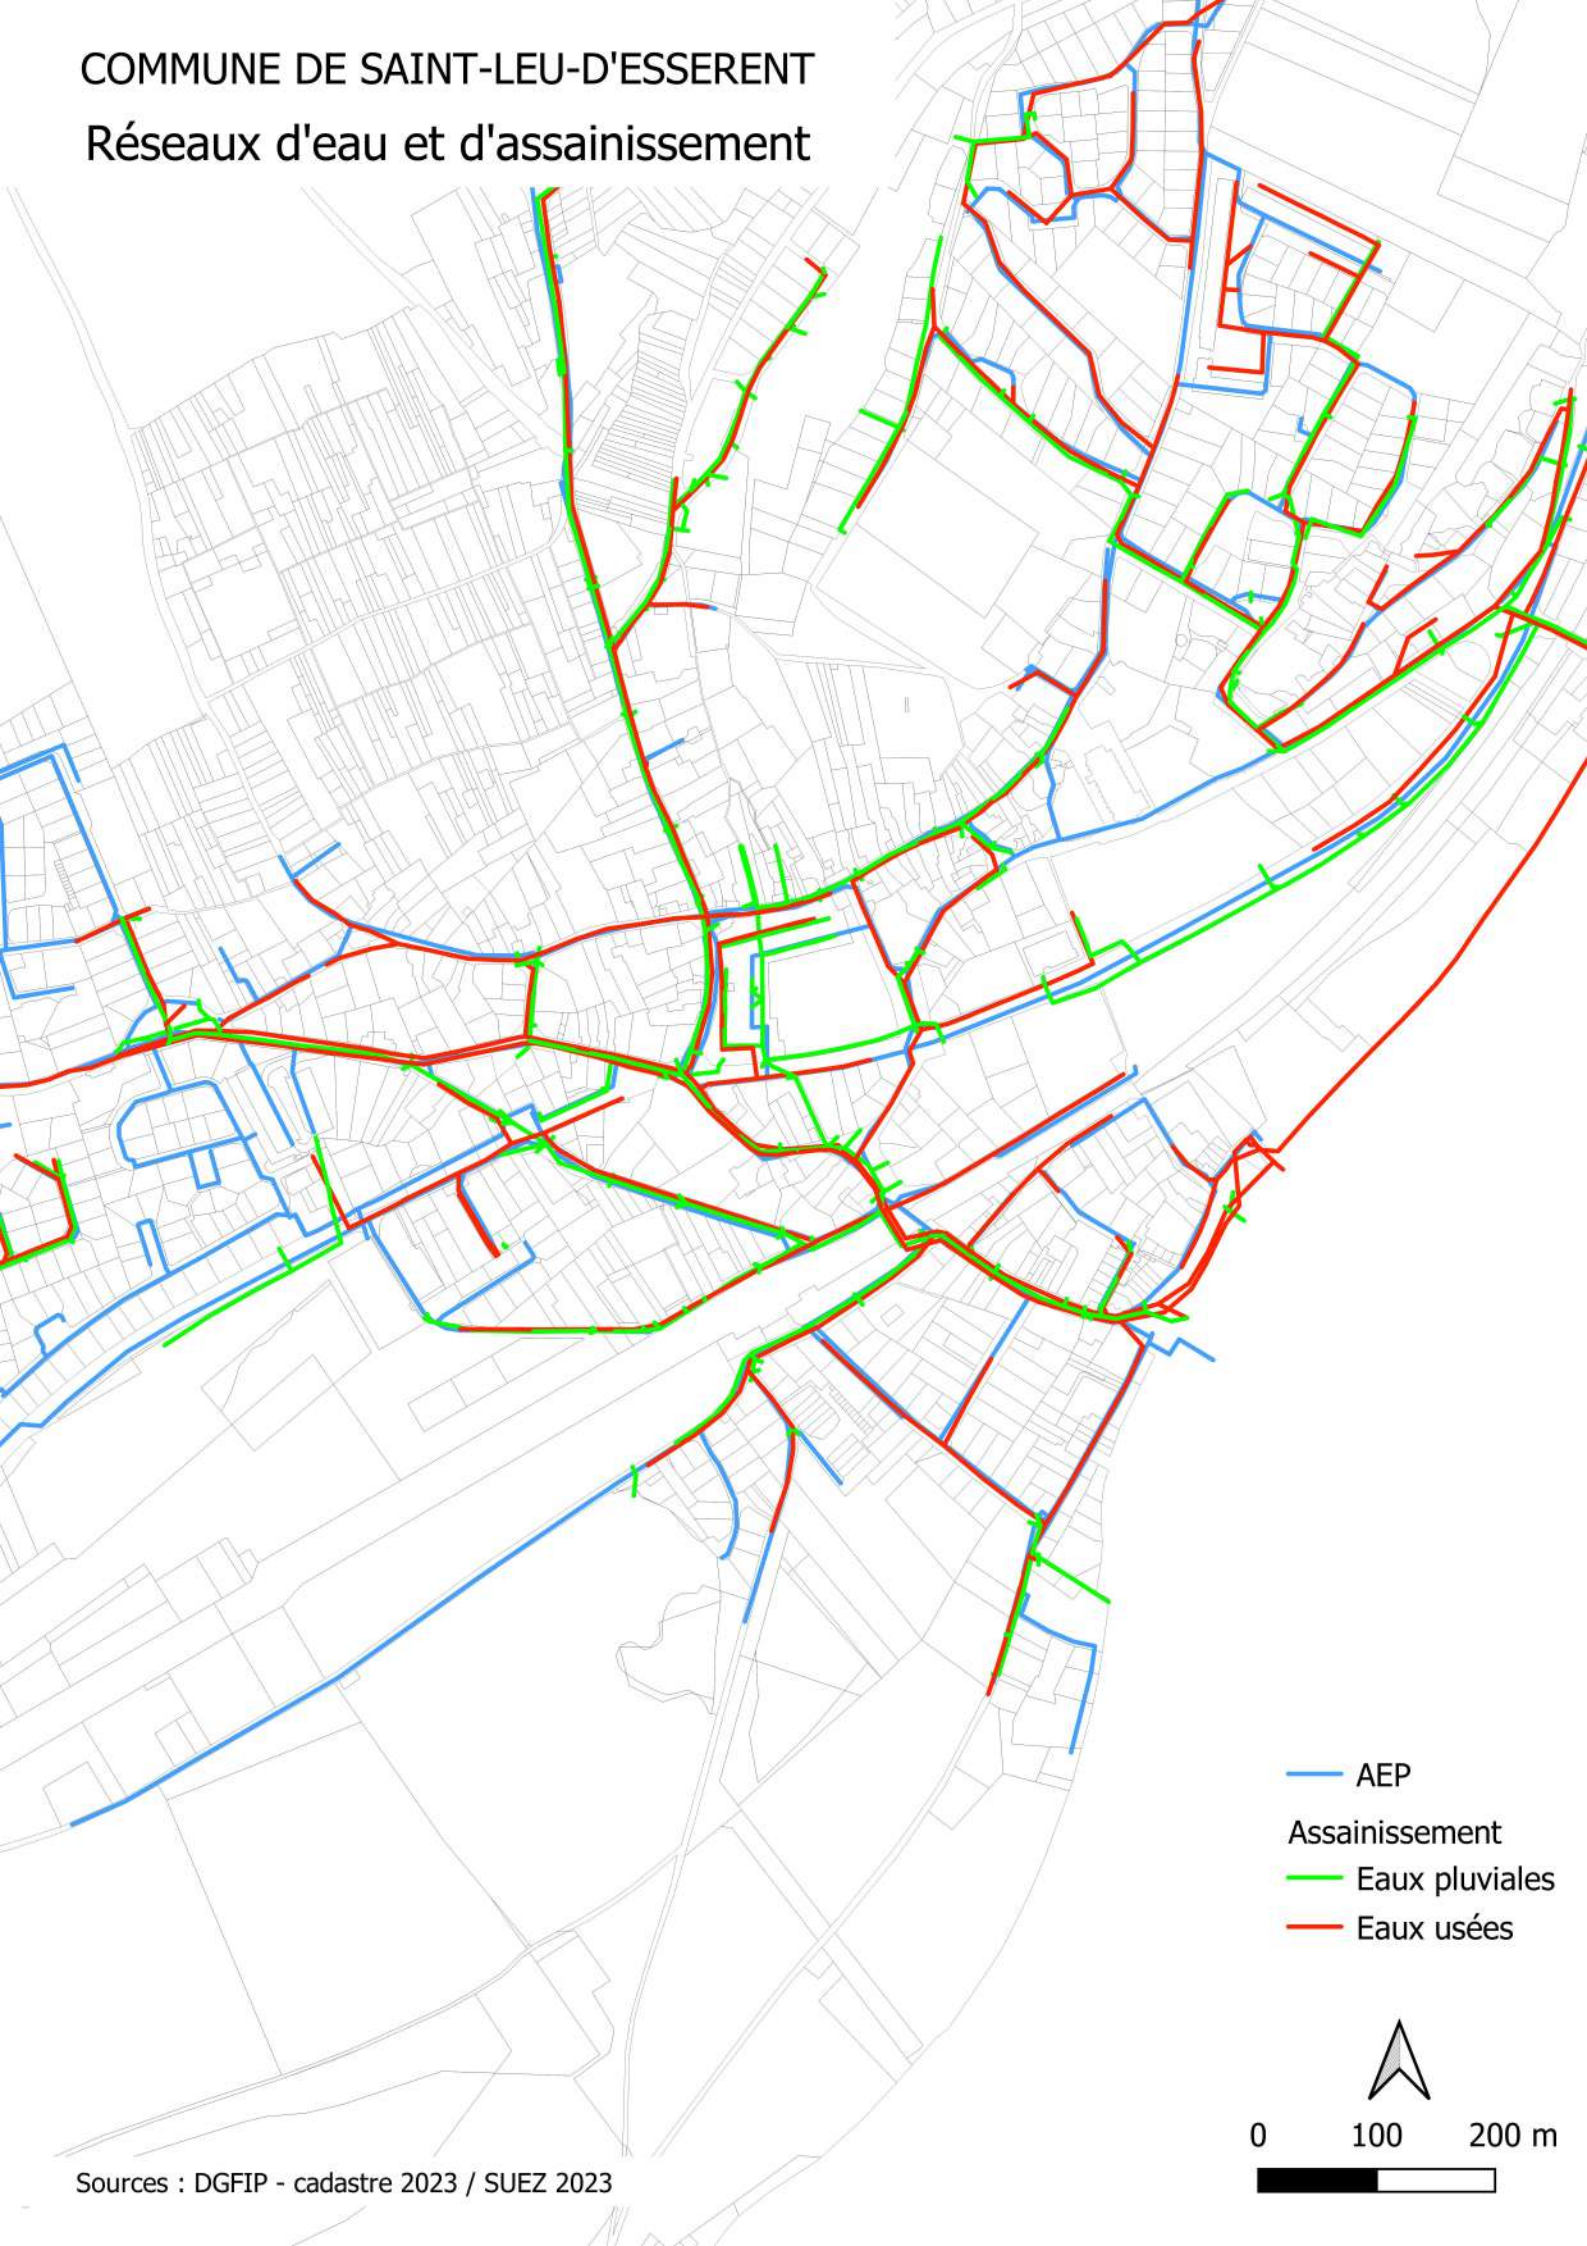 COMMUNE DE SAINT-LEU-D'ESSERENT
Réseaux d'eau et d'assainissement
AEP
Assainissement
Eaux pluviales
Eaux usées
0 100 200 m
Sources : DGFIP - cadastre 2023 / SUEZ 2023